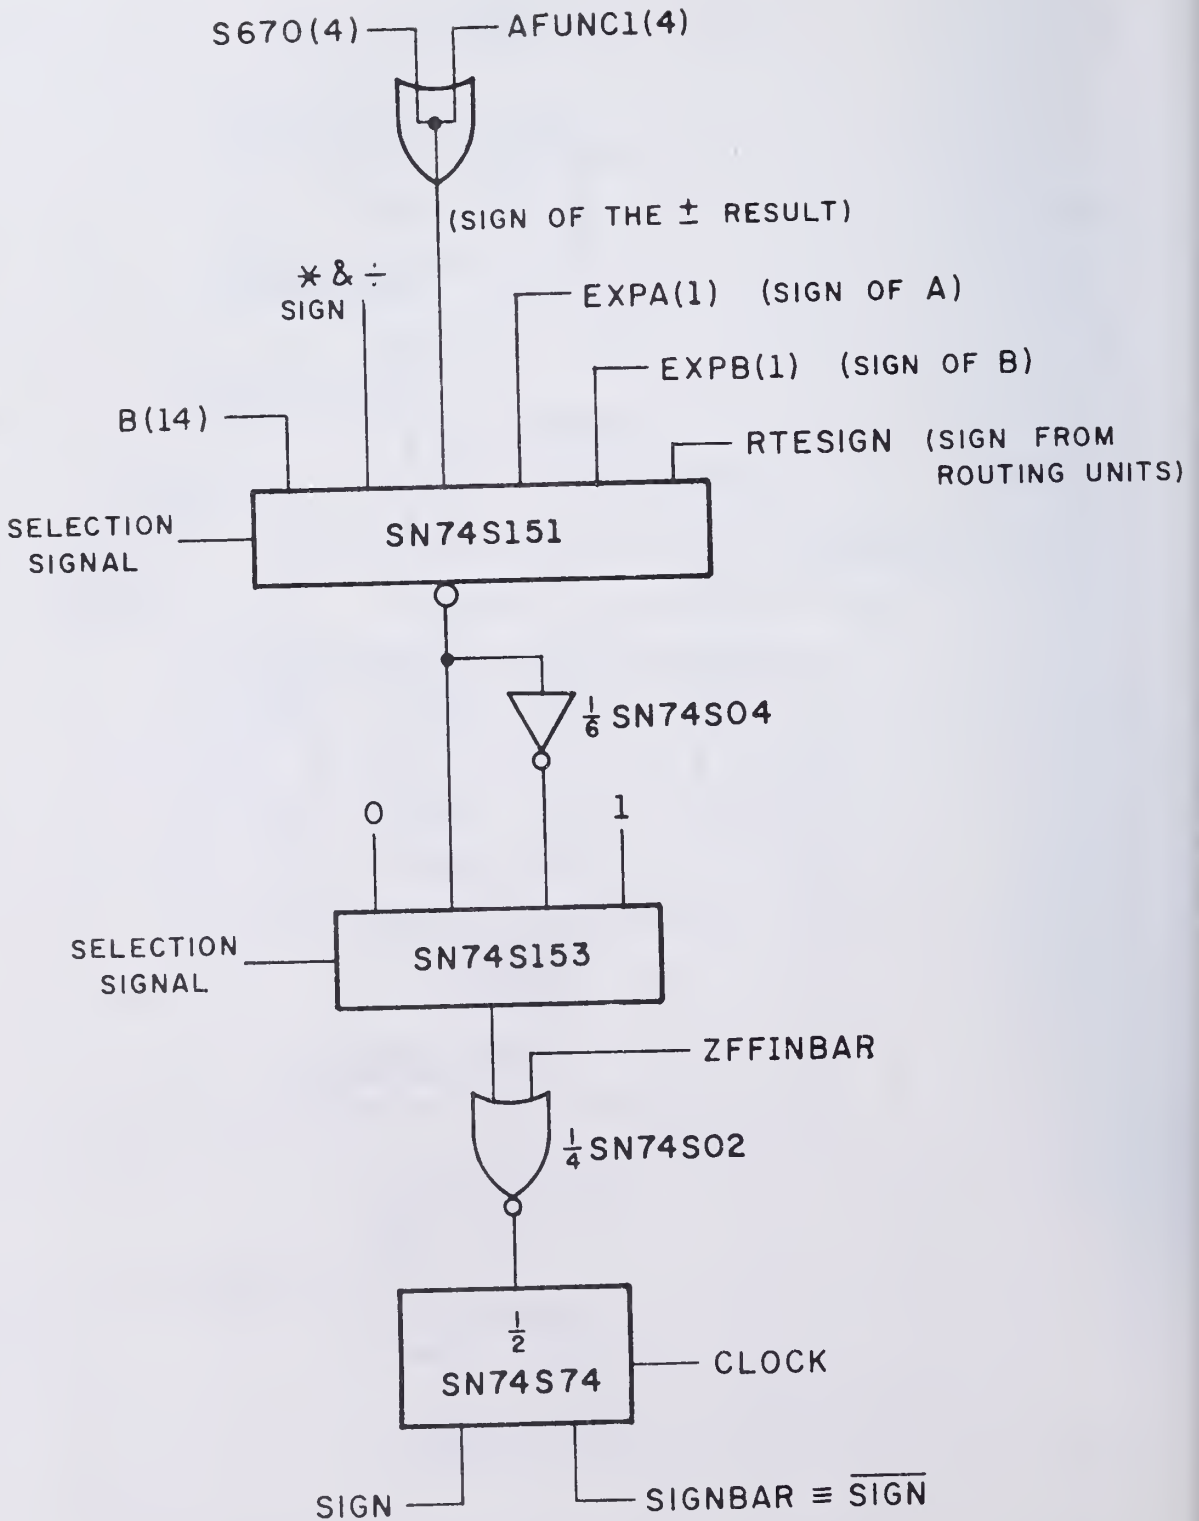 S670(4)
AFUNC1(4)
(SIGN OF THE ± RESULT)
* & ÷
SIGN
EXPA(1) (SIGN OF A)
EXPB(1) (SIGN OF B)
B(14)
RTESIGN (SIGN FROM
ROUTING UNITS)
SELECTION
SIGNAL
SN74S151
1/6 SN74S04
0
1
SELECTION
SIGNAL
SN74S153
ZFFINBAR
1/4 SN74S02
1/2
SN74S74
CLOCK
SIGN
SIGNBAR ≡ S̅I̅G̅N̅